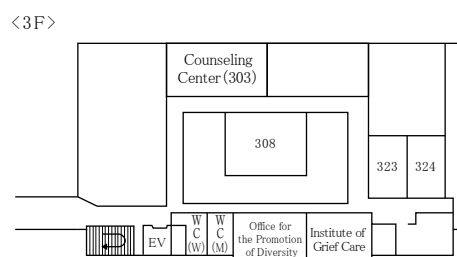 <3F>
Counseling
Center (303)
308
323
324
EV
W
C
(W)
W
C
(M)
Office for
the Promotion
of Diversity
Institute of
Grief Care